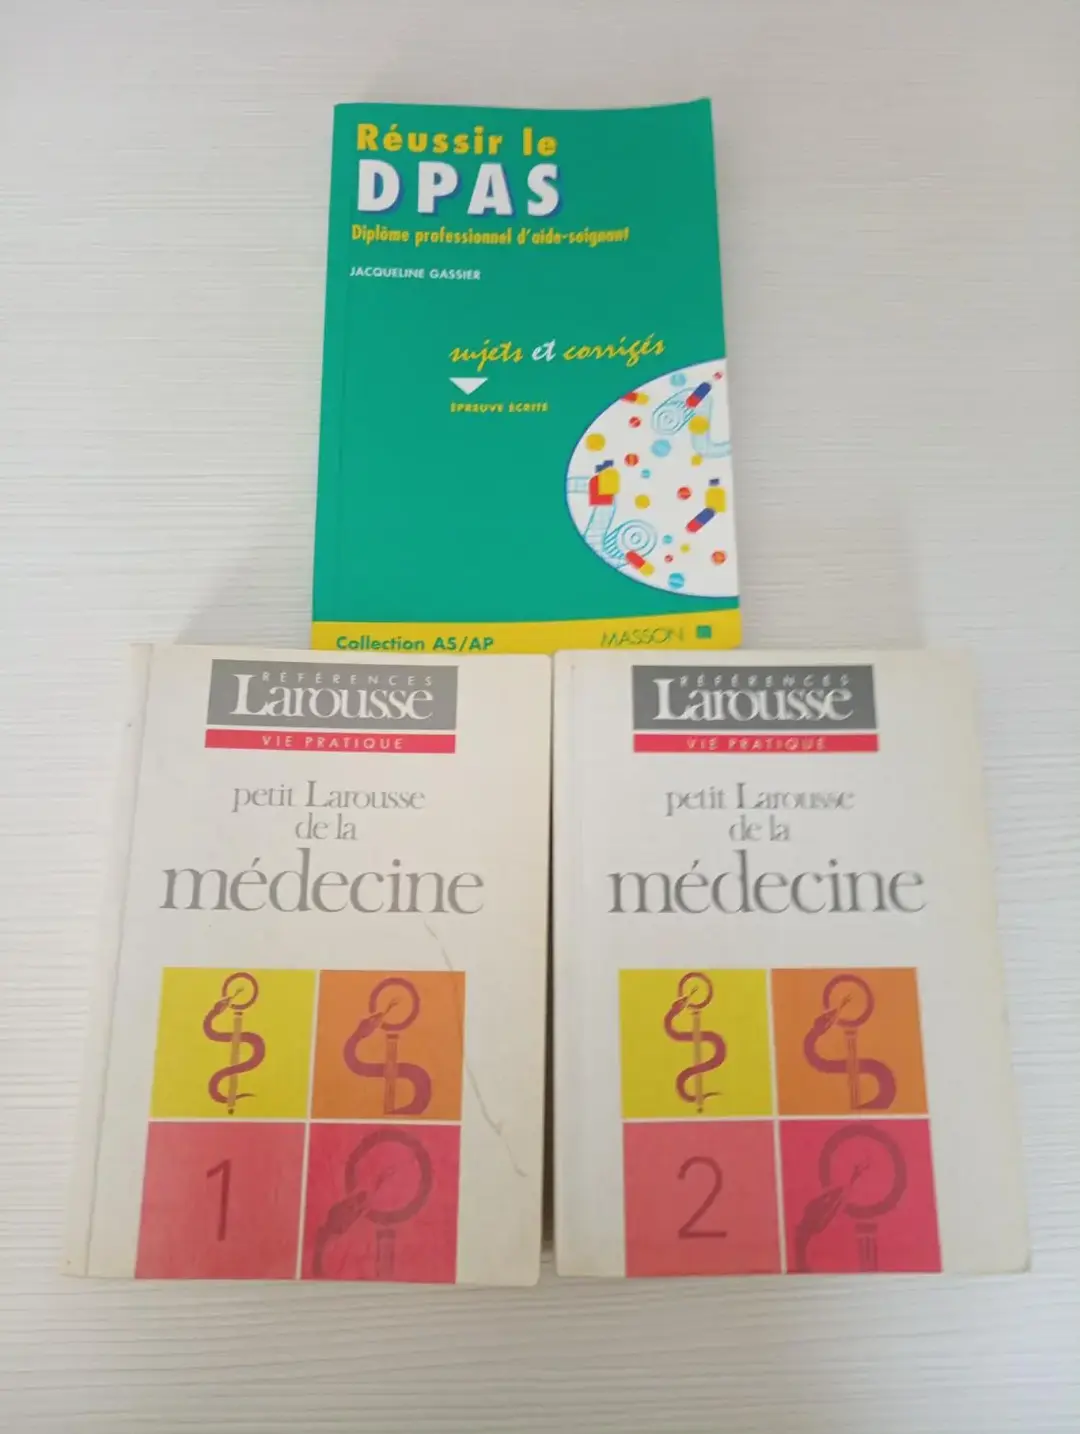 Réussir le
DPAS
Diplôme professionnel d'aide-soignant
JACQUELINE GASSIER
sujets et corrigés
ÉPREUVE ÉCRITE
Collection AS/AP
MASSON
RÉFÉRENCES
Larousse
VIE PRATIQUE
petit Larousse
de la
médecine
1
RÉFÉRENCES
Larousse
VIE PRATIQUE
petit Larousse
de la
médecine
2